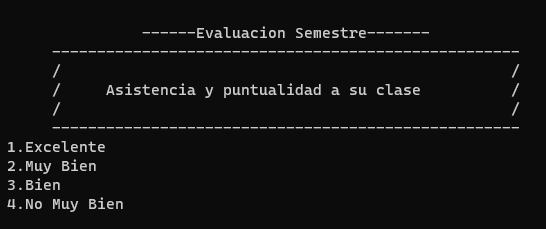 ------Evaluacion Semestre-------
----------------------------------------------------
/ /
/ Asistencia y puntualidad a su clase /
/ /
----------------------------------------------------
1.Excelente
2.Muy Bien
3.Bien
4.No Muy Bien